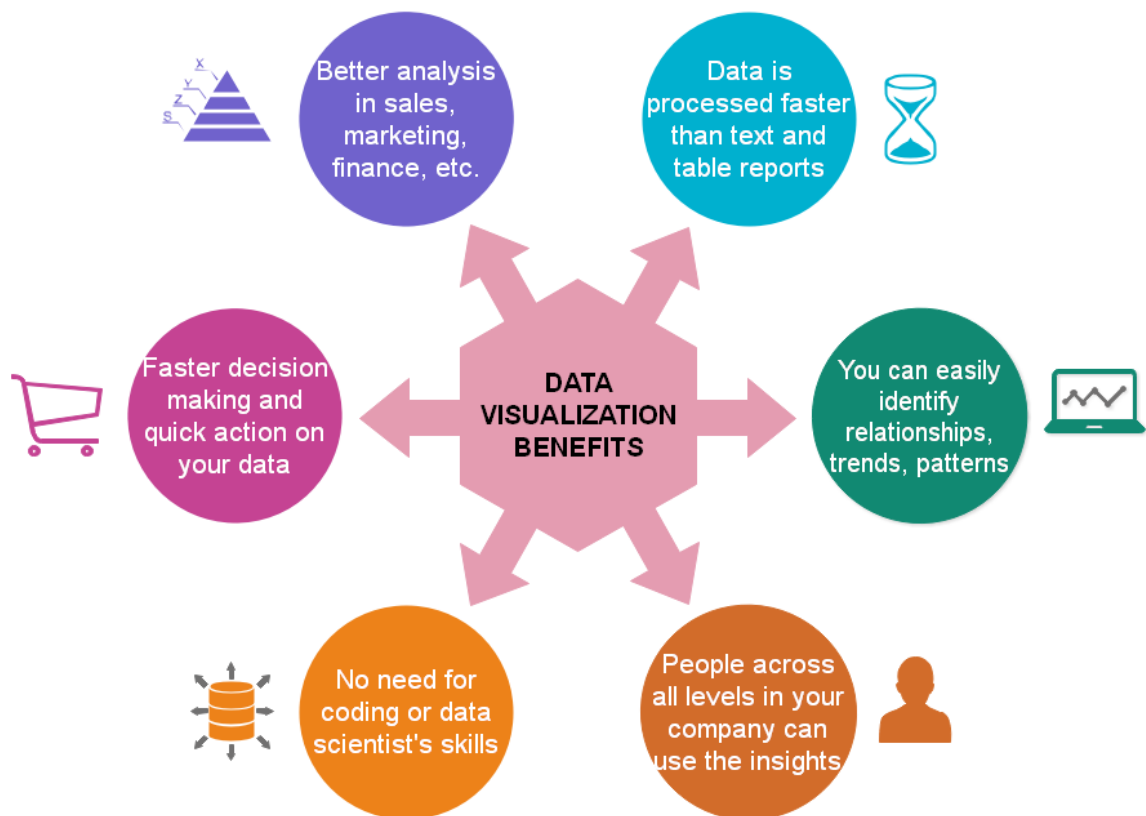 X
Y
Z
S
Better analysis
in sales,
marketing,
finance, etc.
Data is
processed faster
than text and
table reports
Faster decision
making and
quick action on
your data
DATA
VISUALIZATION
BENEFITS
You can easily
identify
relationships,
trends, patterns
No need for
coding or data
scientist's skills
People across
all levels in your
company can
use the insights